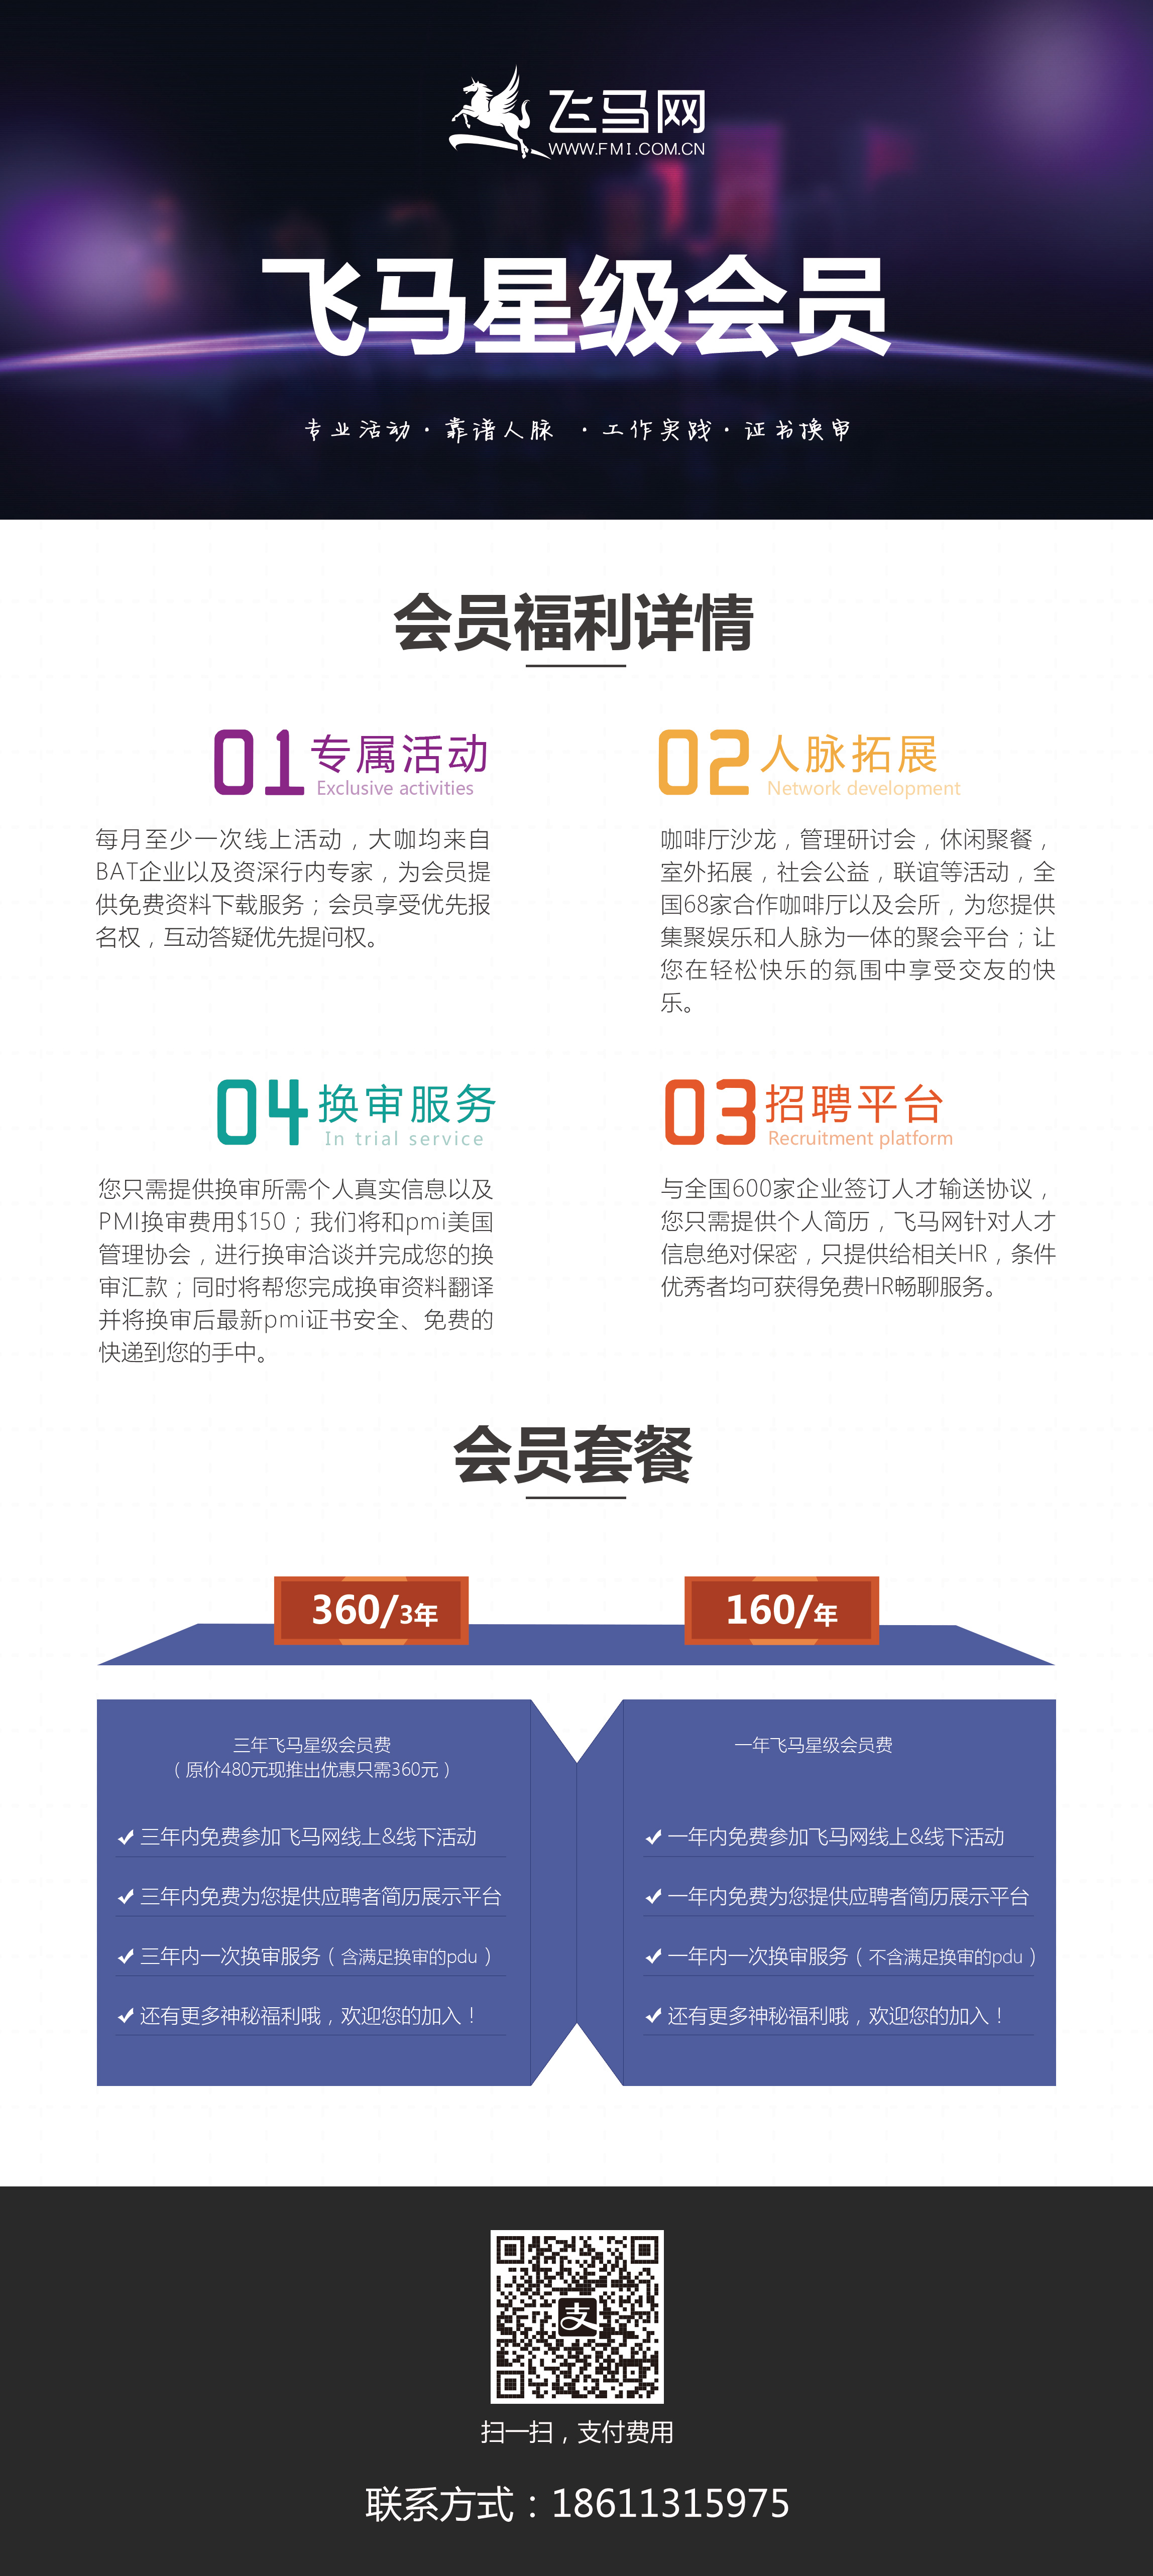 飞马网
WWW.FMI.COM.CN
飞马星级会员
专业活动·靠谱人脉 ·工作实践·证书换审
会员福利详情
01 专属活动
Exclusive activities
每月至少一次线上活动，大咖均来自
BAT企业以及资深行内专家，为会员提
供免费资料下载服务；会员享受优先报
名权，互动答疑优先提问权。
02 人脉拓展
Network development
咖啡厅沙龙，管理研讨会，休闲聚餐，
室外拓展，社会公益，联谊等活动，全
国68家合作咖啡厅以及会所，为您提供
集聚娱乐和人脉为一体的聚会平台；让
您在轻松快乐的氛围中享受交友的快
乐。
04 换审服务
In trial service
您只需提供换审所需个人真实信息以及
PMI换审费用$150；我们将和pmi美国
管理协会，进行换审洽谈并完成您的换
审汇款；同时将帮您完成换审资料翻译
并将换审后最新pmi证书安全、免费的
快递到您的手中。
03 招聘平台
Recruitment platform
与全国600家企业签订人才输送协议，
您只需提供个人简历，飞马网针对人才
信息绝对保密，只提供给相关HR，条件
优秀者均可获得免费HR畅聊服务。
会员套餐
360/3年
三年飞马星级会员费
（原价480元现推出优惠只需360元）
三年内免费参加飞马网线上&线下活动
三年内免费为您提供应聘者简历展示平台
三年内一次换审服务（含满足换审的pdu）
还有更多神秘福利哦，欢迎您的加入！
160/年
一年飞马星级会员费
一年内免费参加飞马网线上&线下活动
一年内免费为您提供应聘者简历展示平台
一年内一次换审服务（不含满足换审的pdu）
还有更多神秘福利哦，欢迎您的加入！
支
扫一扫，支付费用
联系方式：18611315975